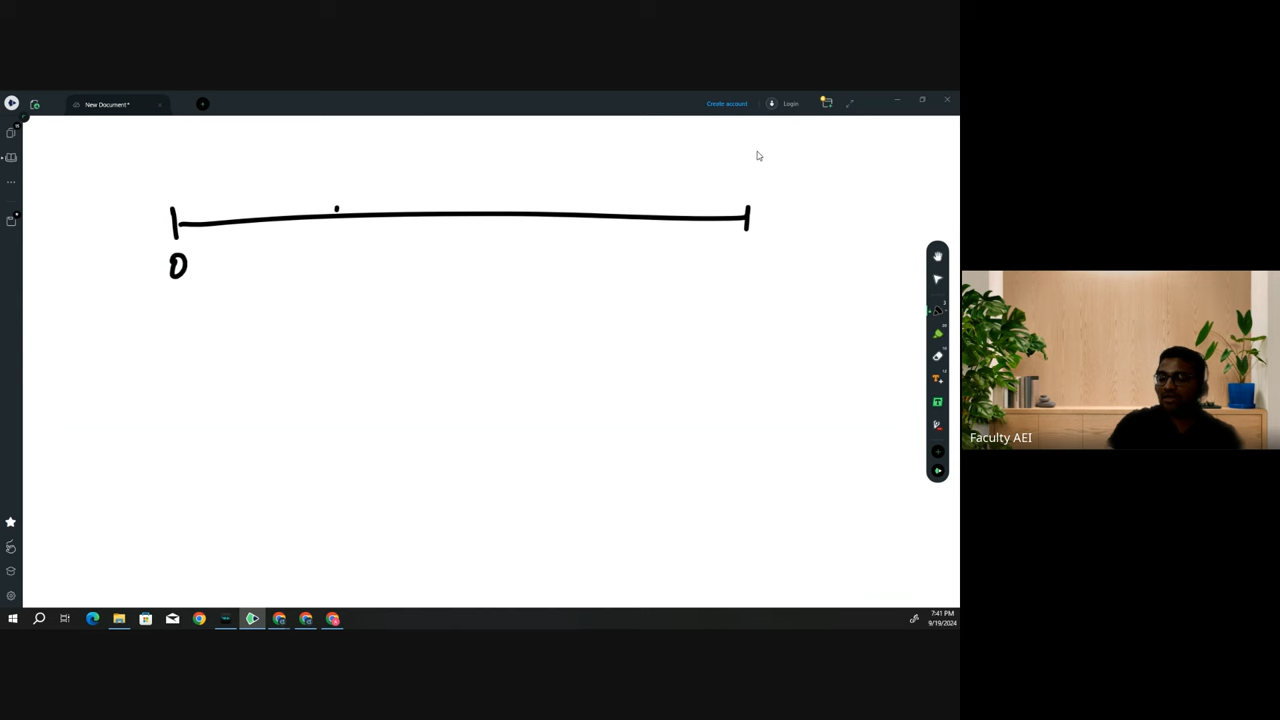 New Document*
Create account
Login
0
Faculty AEI
7:41 PM
9/19/2024